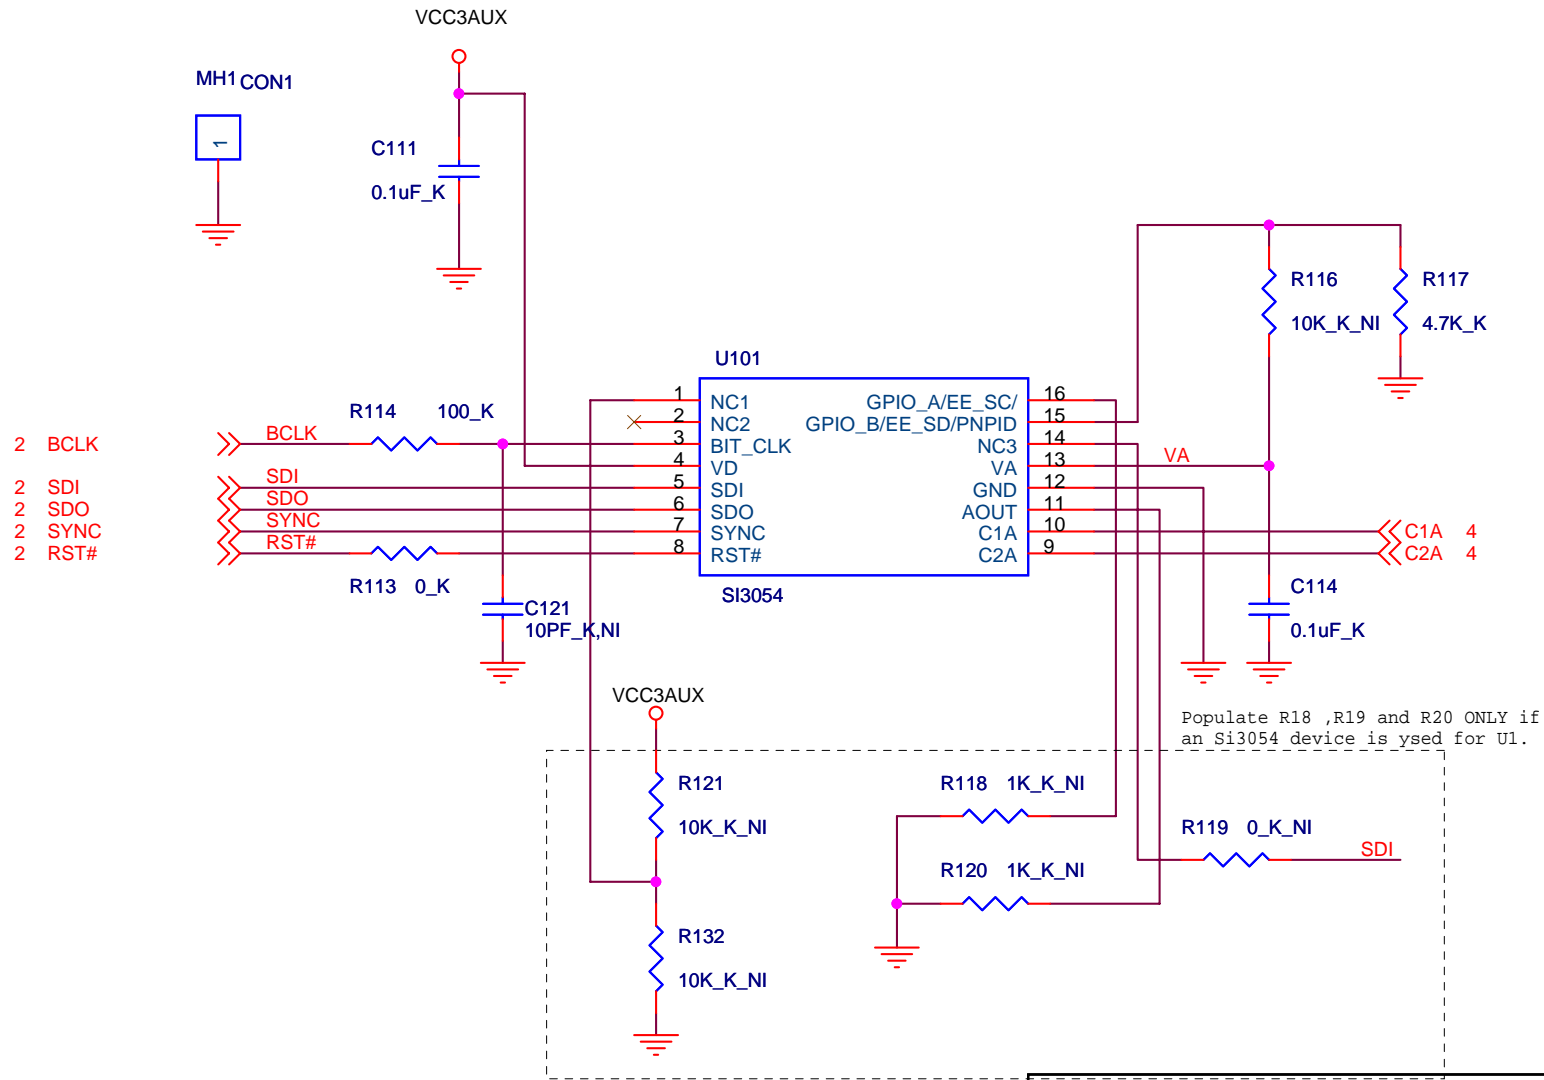 VCC3AUX
MH1 CON1
1
C111
0.1uF_K
R116
10K_K_NI
R117
4.7K_K
U101
1 NC1
2 NC2
3 BIT_CLK
4 VD
5 SDI
6 SDO
7 SYNC
8 RST#
GPIO_A/EE_SC/ 16
GPIO_B/EE_SD/PNPID 15
NC3 14
VA 13
GND 12
AOUT 11
C1A 10
C2A 9
SI3054
R114 100_K
2 BCLK BCLK
2 SDI SDI
2 SDO SDO
2 SYNC SYNC
2 RST# RST#
R113 0_K
C121
10PF_K,NI
VA
C1A 4
C2A 4
C114
0.1uF_K
VCC3AUX
Populate R18 ,R19 and R20 ONLY if
an Si3054 device is ysed for U1.
R121
10K_K_NI
R118 1K_K_NI
R119 0_K_NI
SDI
R120 1K_K_NI
R132
10K_K_NI